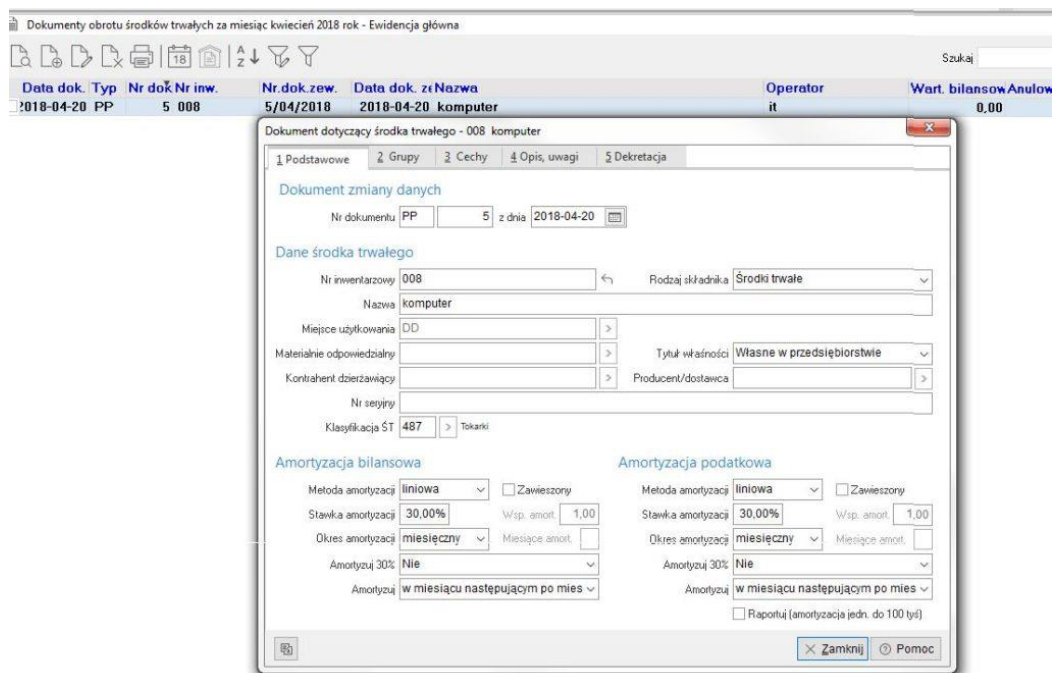 Dokumenty obrotu środków trwałych za miesiąc kwiecień 2018 rok - Ewidencja główna
18 Szukaj
Data dok. Typ Nr dok Nr inw. Nr.dok.zew. Data dok. ze Nazwa Operator Wart. bilansow Anulow
2018-04-20 PP 5 008 5/04/2018 2018-04-20 komputer it 0,00
Dokument dotyczący środka trwałego - 008 komputer
1 Podstawowe 2 Grupy 3 Cechy 4 Opis, uwagi 5 Dekretacja
Dokument zmiany danych
Nr dokumentu PP 5 z dnia 2018-04-20
Dane środka trwałego
Nr inwentarzowy 008 Rodzaj składnika Środki trwałe
Nazwa komputer
Miejsce użytkowania DD
Materialnie odpowiedzialny Tytuł własności Własne w przedsiębiorstwie
Kontrahent dzierżawiący Producent/dostawca
Nr seryjny
Klasyfikacja ŚT 487 Tokarki
Amortyzacja bilansowa Amortyzacja podatkowa
Metoda amortyzacji liniowa Zawieszony Metoda amortyzacji liniowa Zawieszony
Stawka amortyzacji 30,00% Wsp. amort. 1,00 Stawka amortyzacji 30,00% Wsp. amort. 1,00
Okres amortyzacji miesięczny Miesiące amort. Okres amortyzacji miesięczny Miesiące amort.
Amortyzuj 30% Nie Amortyzuj 30% Nie
Amortyzuj w miesiącu następującym po mies Amortyzuj w miesiącu następującym po mies
Raportuj (amortyzacja jedn. do 100 tyś)
Zamknij Pomoc